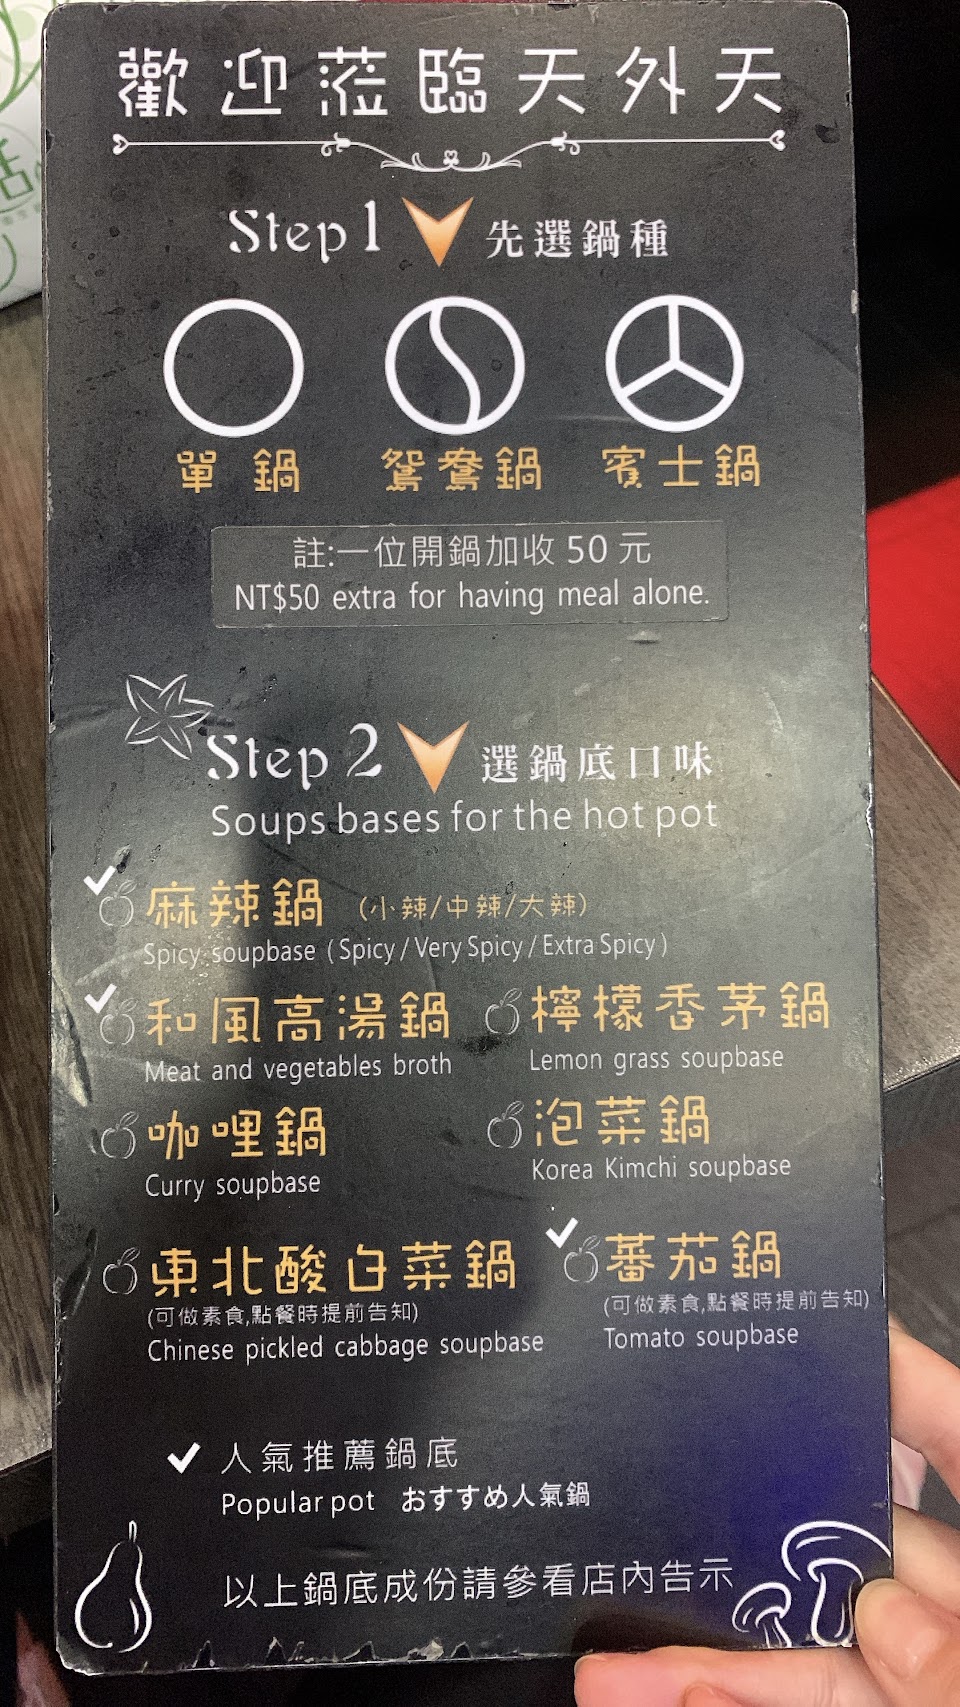 歡迎蒞臨天外天
Step 1 先選鍋種
單鍋 鴛鴦鍋 賓士鍋
註:一位開鍋加收 50 元
NT$50 extra for having meal alone.
Step 2 選鍋底口味
Soups bases for the hot pot
麻辣鍋 (小辣/中辣/大辣)
Spicy soupbase (Spicy / Very Spicy / Extra Spicy)
和風高湯鍋 檸檬香茅鍋
Meat and vegetables broth Lemon grass soupbase
咖哩鍋 泡菜鍋
Curry soupbase Korea Kimchi soupbase
東北酸白菜鍋 蕃茄鍋
(可做素食,點餐時提前告知) (可做素食,點餐時提前告知)
Chinese pickled cabbage soupbase Tomato soupbase
人氣推薦鍋底
Popular pot おすすめ人氣鍋
以上鍋底成份請參看店內告示